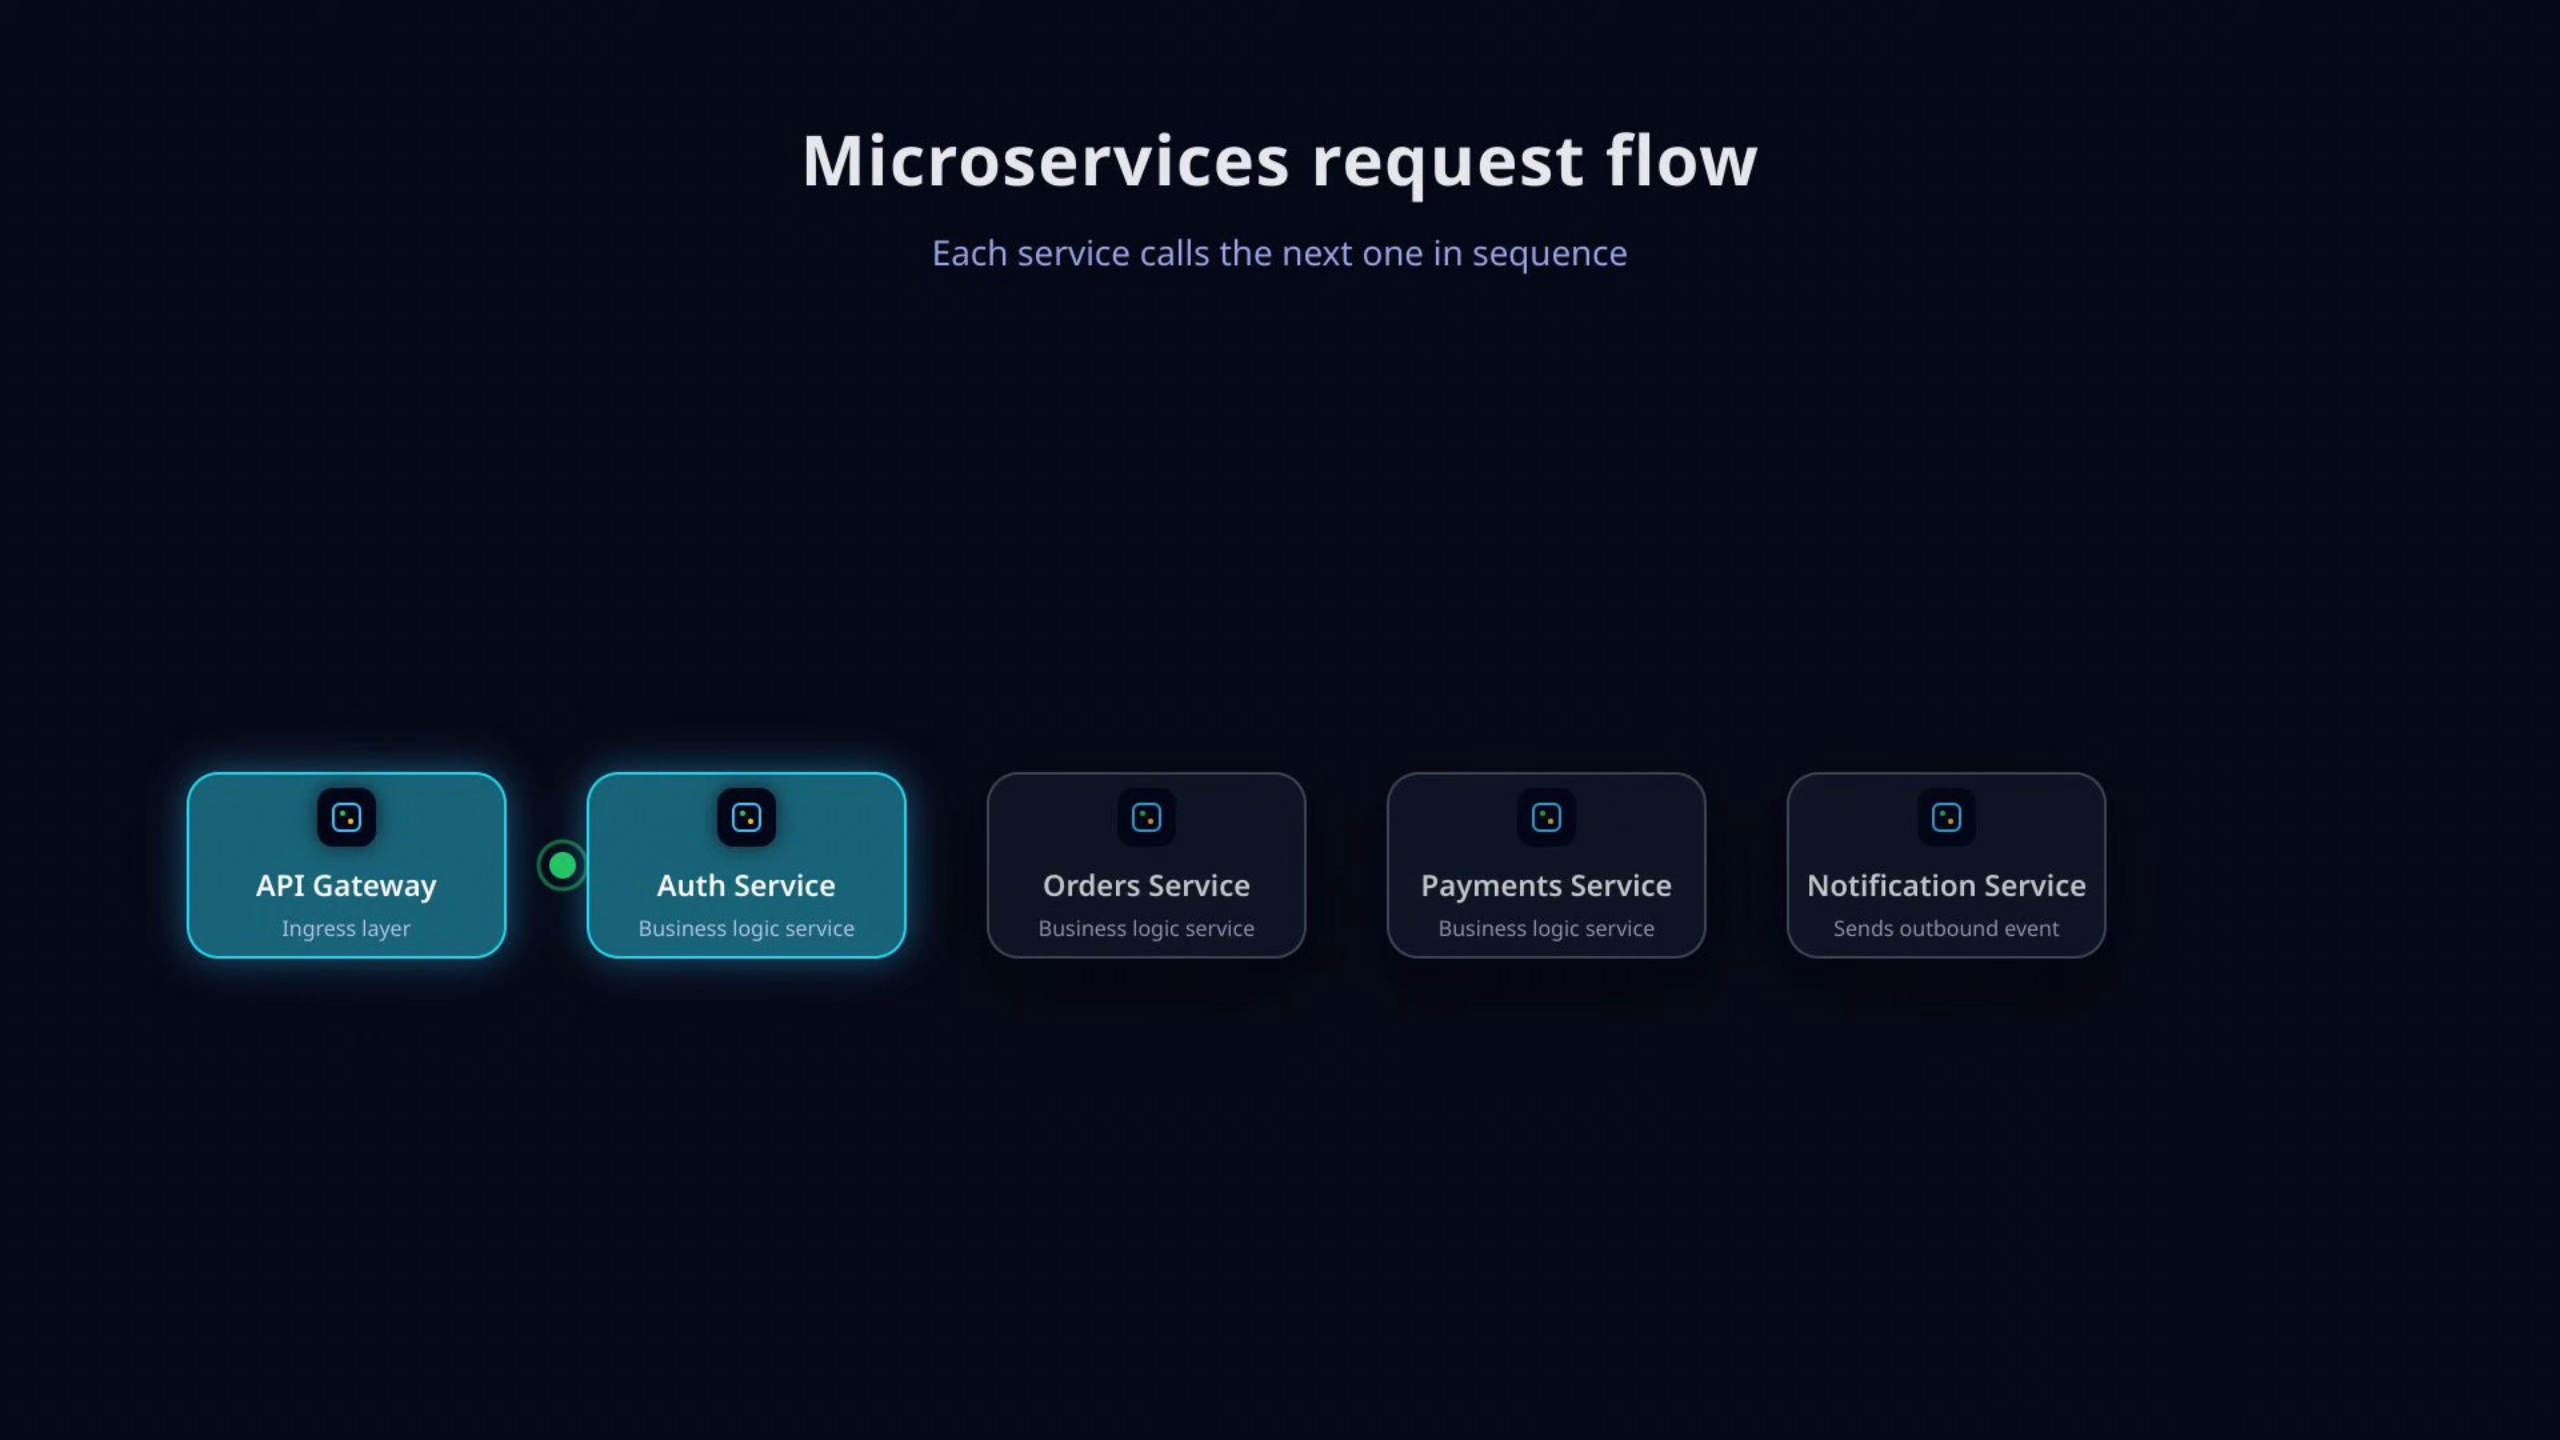 Microservices request flow
Each service calls the next one in sequence
API Gateway
Ingress layer
Auth Service
Business logic service
Orders Service
Business logic service
Payments Service
Business logic service
Notification Service
Sends outbound event